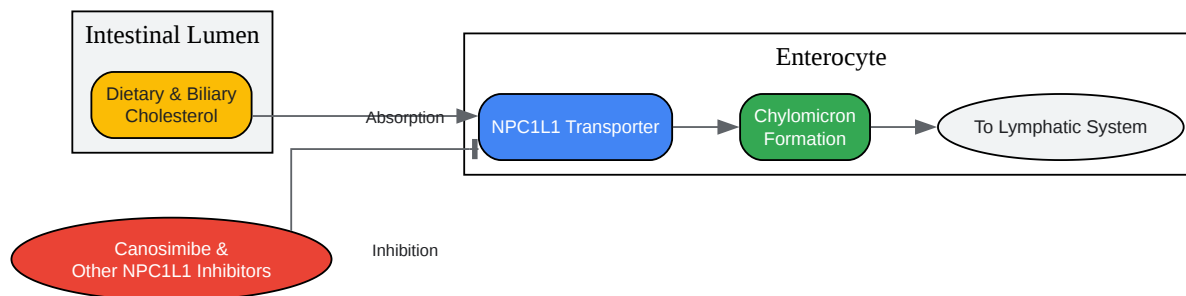 Intestinal Lumen
Dietary & Biliary
Cholesterol
Absorption
Enterocyte
NPC1L1 Transporter
Chylomicron
Formation
To Lymphatic System
Canosimibe &
Other NPC1L1 Inhibitors
Inhibition